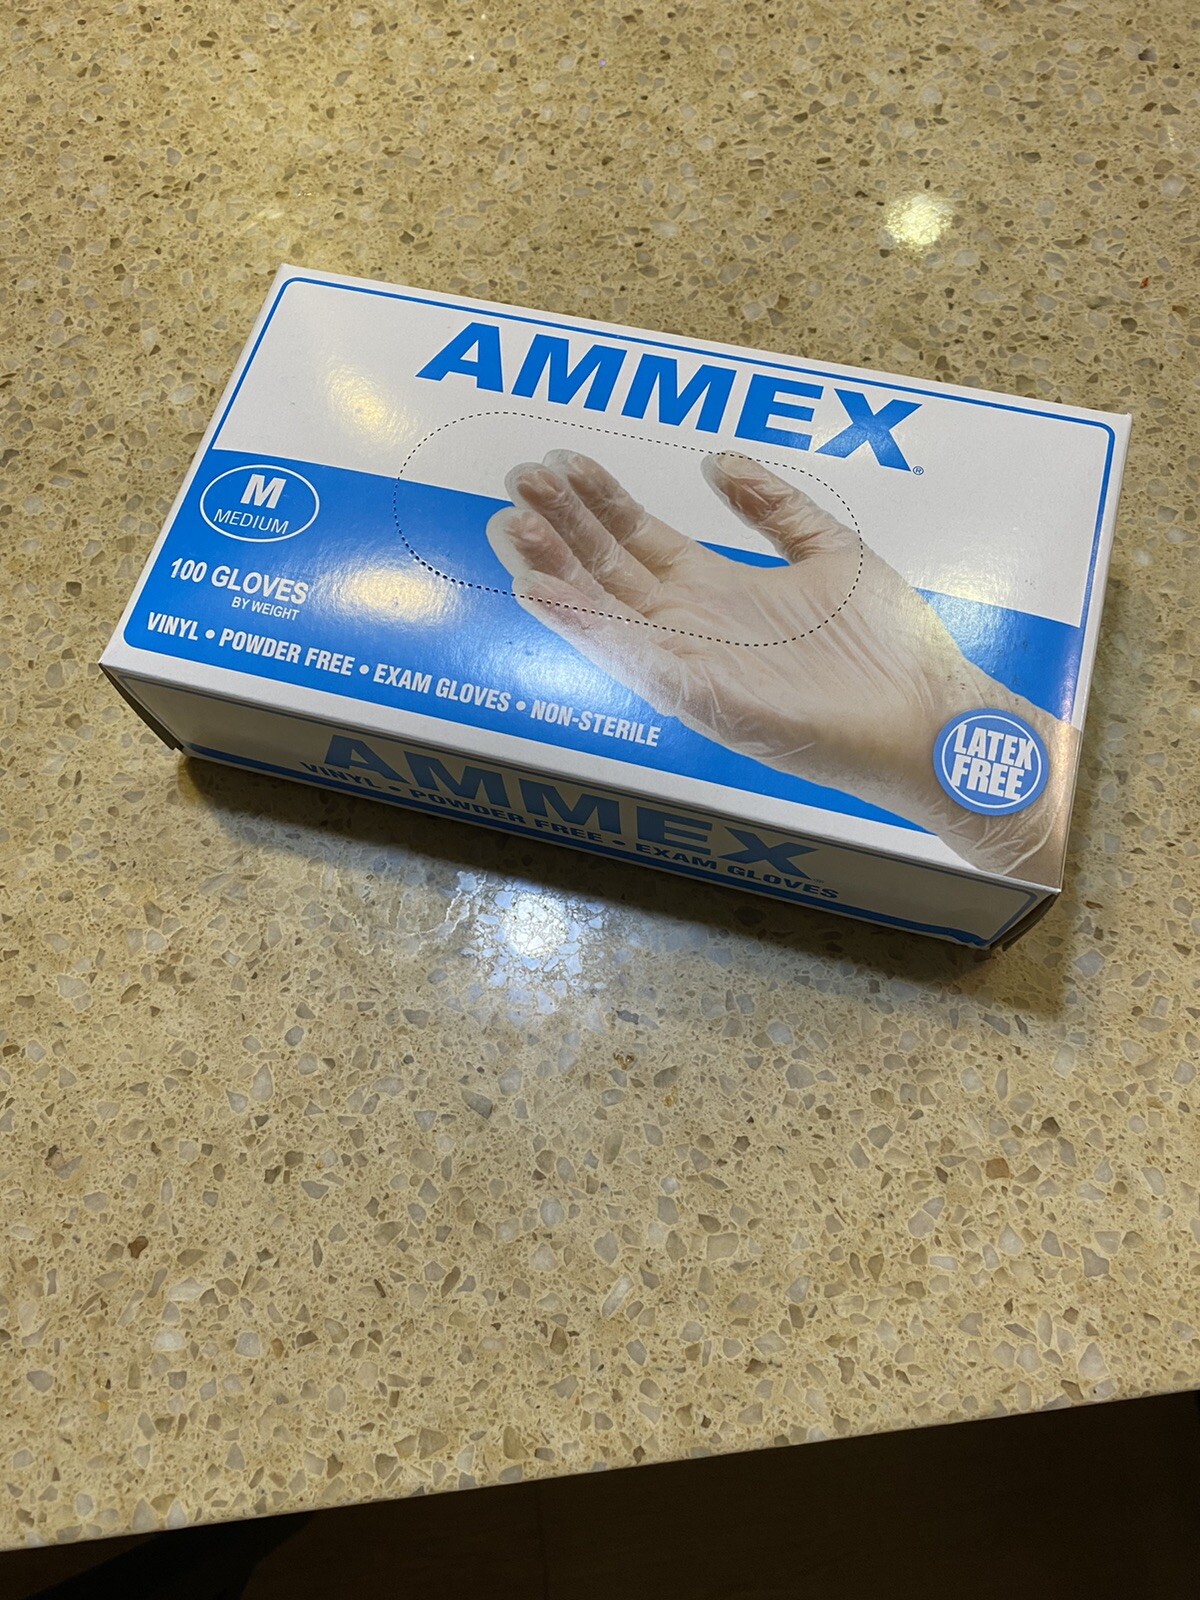 AMMEX®
M
MEDIUM
100 GLOVES
BY WEIGHT
VINYL • POWDER FREE • EXAM GLOVES • NON-STERILE
LATEX
FREE
AMMEX
VINYL • POWDER FREE • EXAM GLOVES